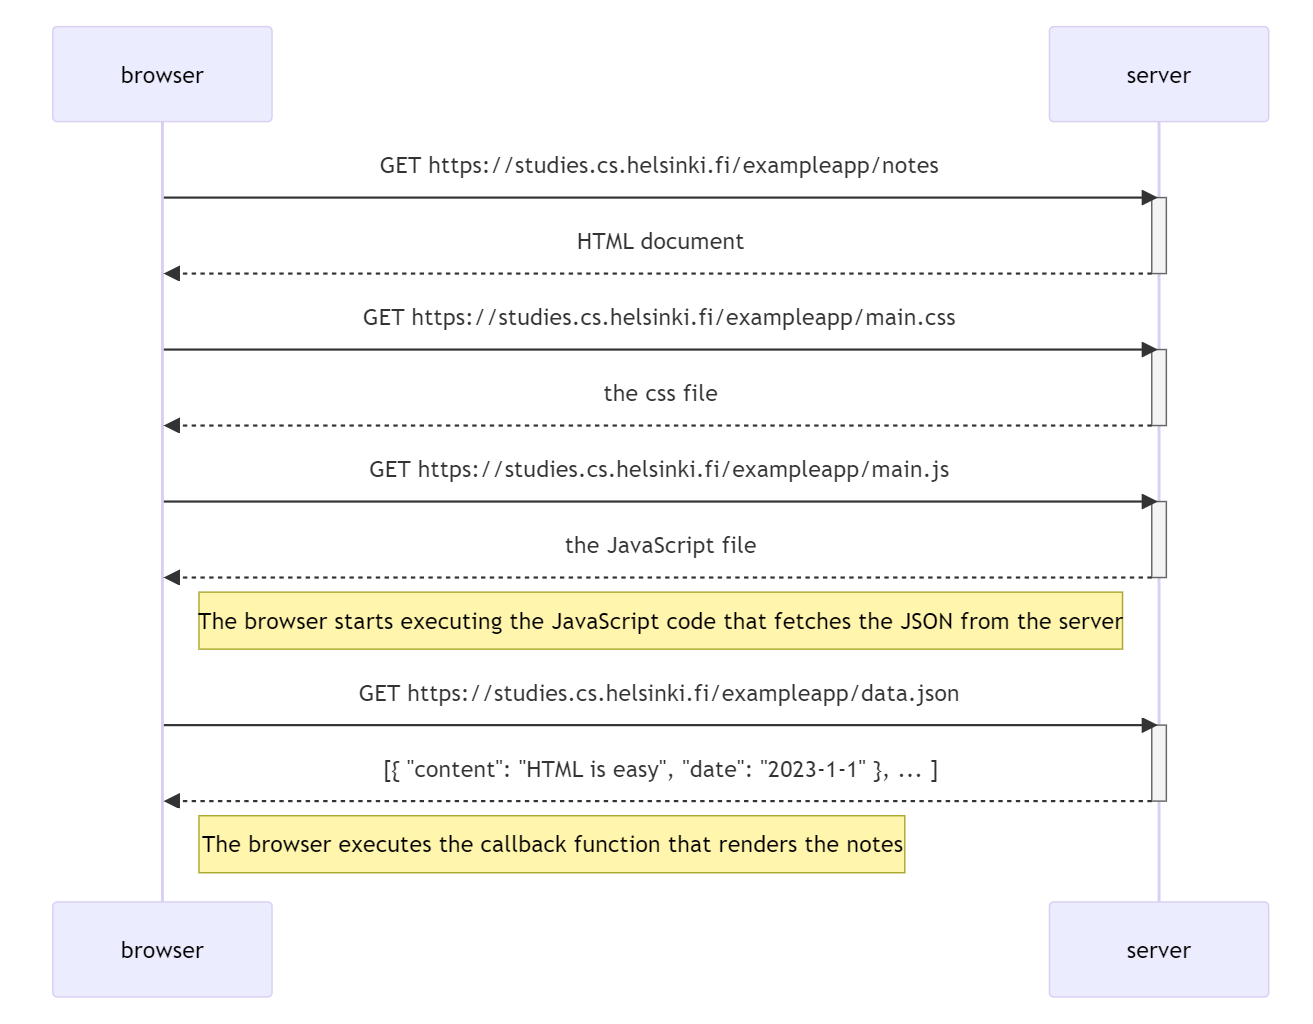 browser
server
GET https://studies.cs.helsinki.fi/exampleapp/notes
HTML document
GET https://studies.cs.helsinki.fi/exampleapp/main.css
the css file
GET https://studies.cs.helsinki.fi/exampleapp/main.js
the JavaScript file
The browser starts executing the JavaScript code that fetches the JSON from the server
GET https://studies.cs.helsinki.fi/exampleapp/data.json
[{ "content": "HTML is easy", "date": "2023-1-1" }, ... ]
The browser executes the callback function that renders the notes
browser
server